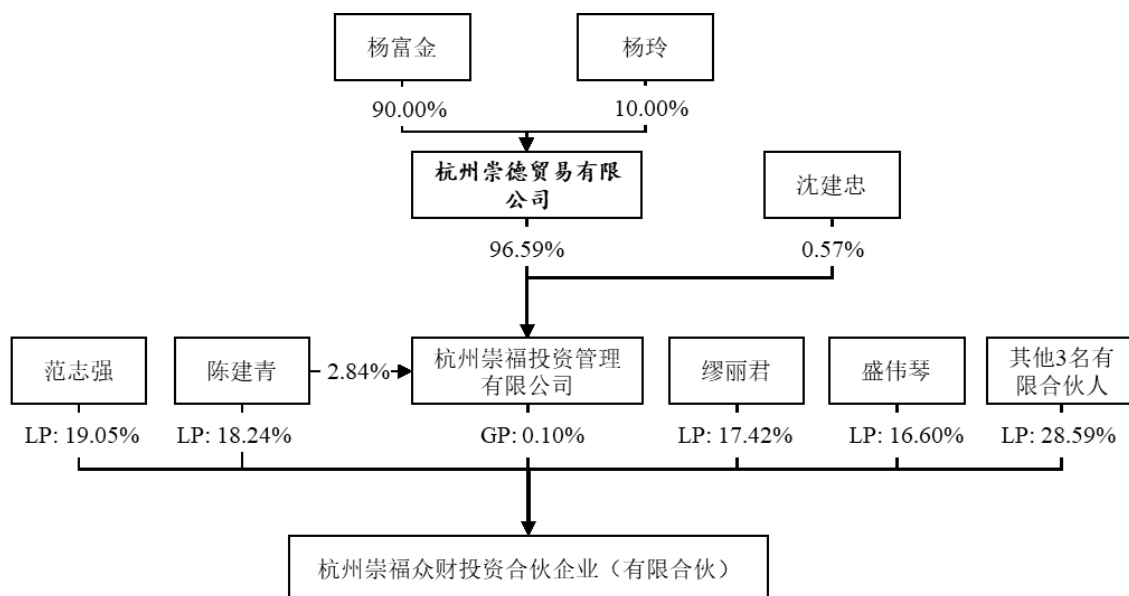 杨富金
杨玲
90.00%
10.00%
杭州崇德贸易有限
公司
沈建忠
96.59%
0.57%
范志强
陈建青
2.84%
杭州崇福投资管理
有限公司
缪丽君
盛伟琴
其他3名有
限合伙人
LP: 19.05%
LP: 18.24%
GP: 0.10%
LP: 17.42%
LP: 16.60%
LP: 28.59%
杭州崇福众财投资合伙企业（有限合伙）